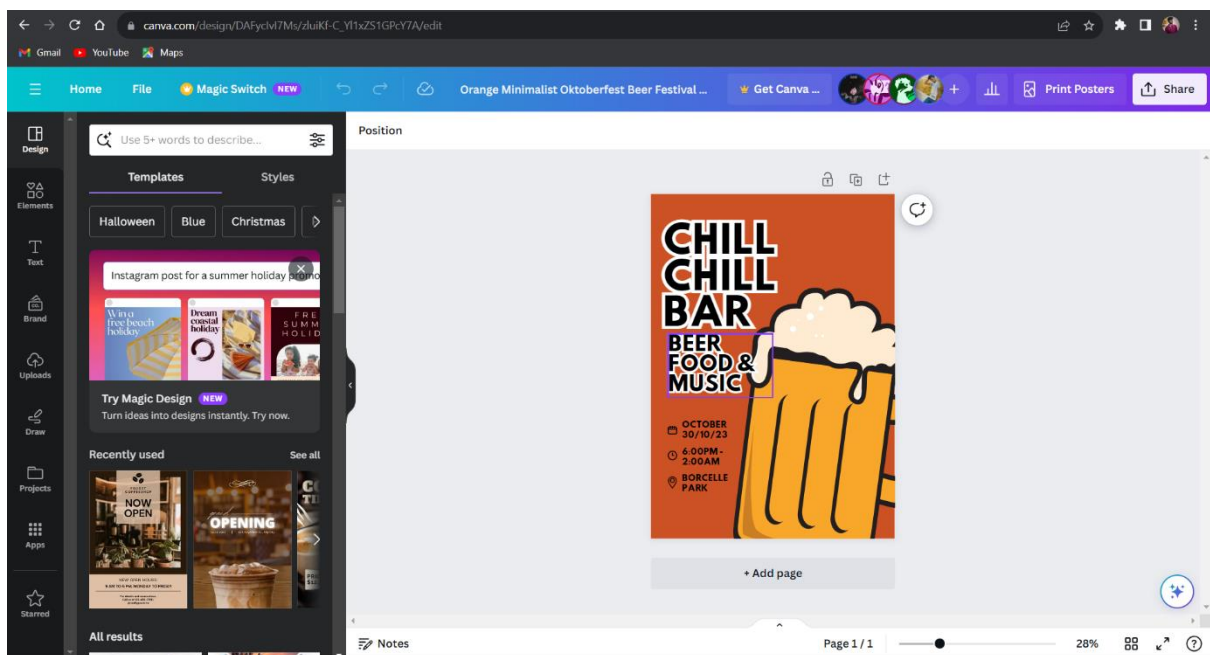 canva.com/design/DAFyclvl7Ms/zluiKf-C_Yl1xZS1GPcY7A/edit
Gmail YouTube Maps
Home File Magic Switch NEW Orange Minimalist Oktoberfest Beer Festival ... Get Canva ... Print Posters Share
Design
Elements
Text
Brand
Uploads
Draw
Projects
Apps
Starred
Use 5+ words to describe...
Templates Styles
Halloween Blue Christmas
Instagram post for a summer holiday promo
Win a
free beach
holiday
Dream
coastal
holiday
FRE
SUMM
HOLID
Try Magic Design NEW
Turn ideas into designs instantly. Try now.
Recently used See all
NOW
OPEN
OPENING
All results
Position
CHILL
CHILL
BAR
BEER
FOOD &
MUSIC
OCTOBER
30/10/23
6:00PM -
2:00AM
BORCELLE
PARK
+ Add page
Notes Page 1 / 1 28%